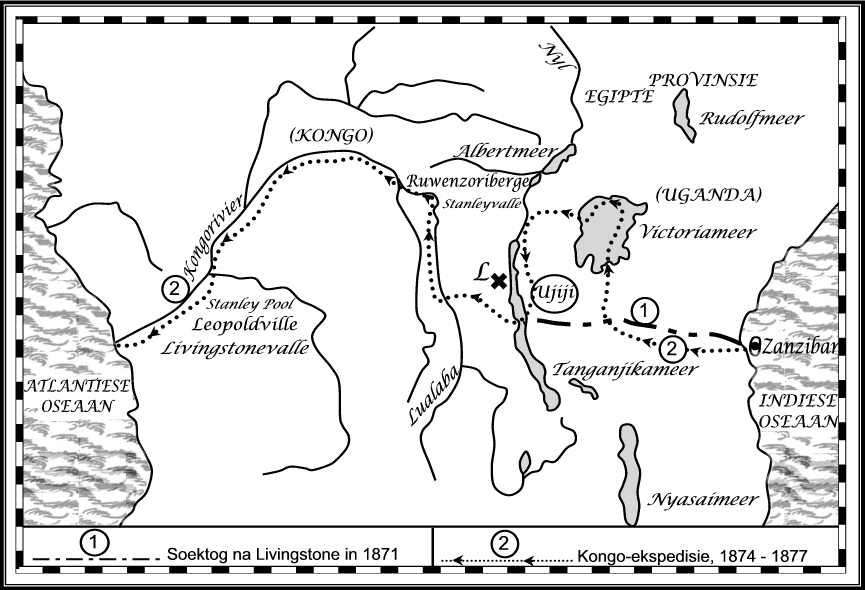 Nyl
PROVINSIE
EGIPTE
Rudolfmeer
(KONGO)
Albertmeer
Ruwenzoriberge
Stanleyvalle
(UGANDA)
Victoriameer
Kongorivier
L
Ujiji
2
1
Stanley Pool
Leopoldville
Livingstonevalle
2
Zanzibar
Tanganjikameer
ATLANTIESE
OSEAAN
Lualaba
INDIESE
OSEAAN
Nyasaimeer
1
Soektog na Livingstone in 1871
2
Kongo-ekspedisie, 1874 - 1877